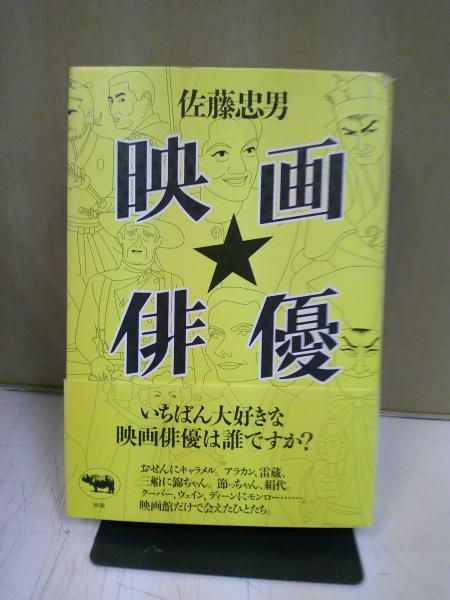 佐藤忠男
映画
★
俳優
いちばん大好きな
映画俳優は誰ですか?
おせんにキャラメル。アラカン、雷蔵、
三船に錦ちゃん。節っちゃん、絹代。
クーパー、ウェイン、ディーンにモンロー……。
映画館だけで会えたひとたち。
映画